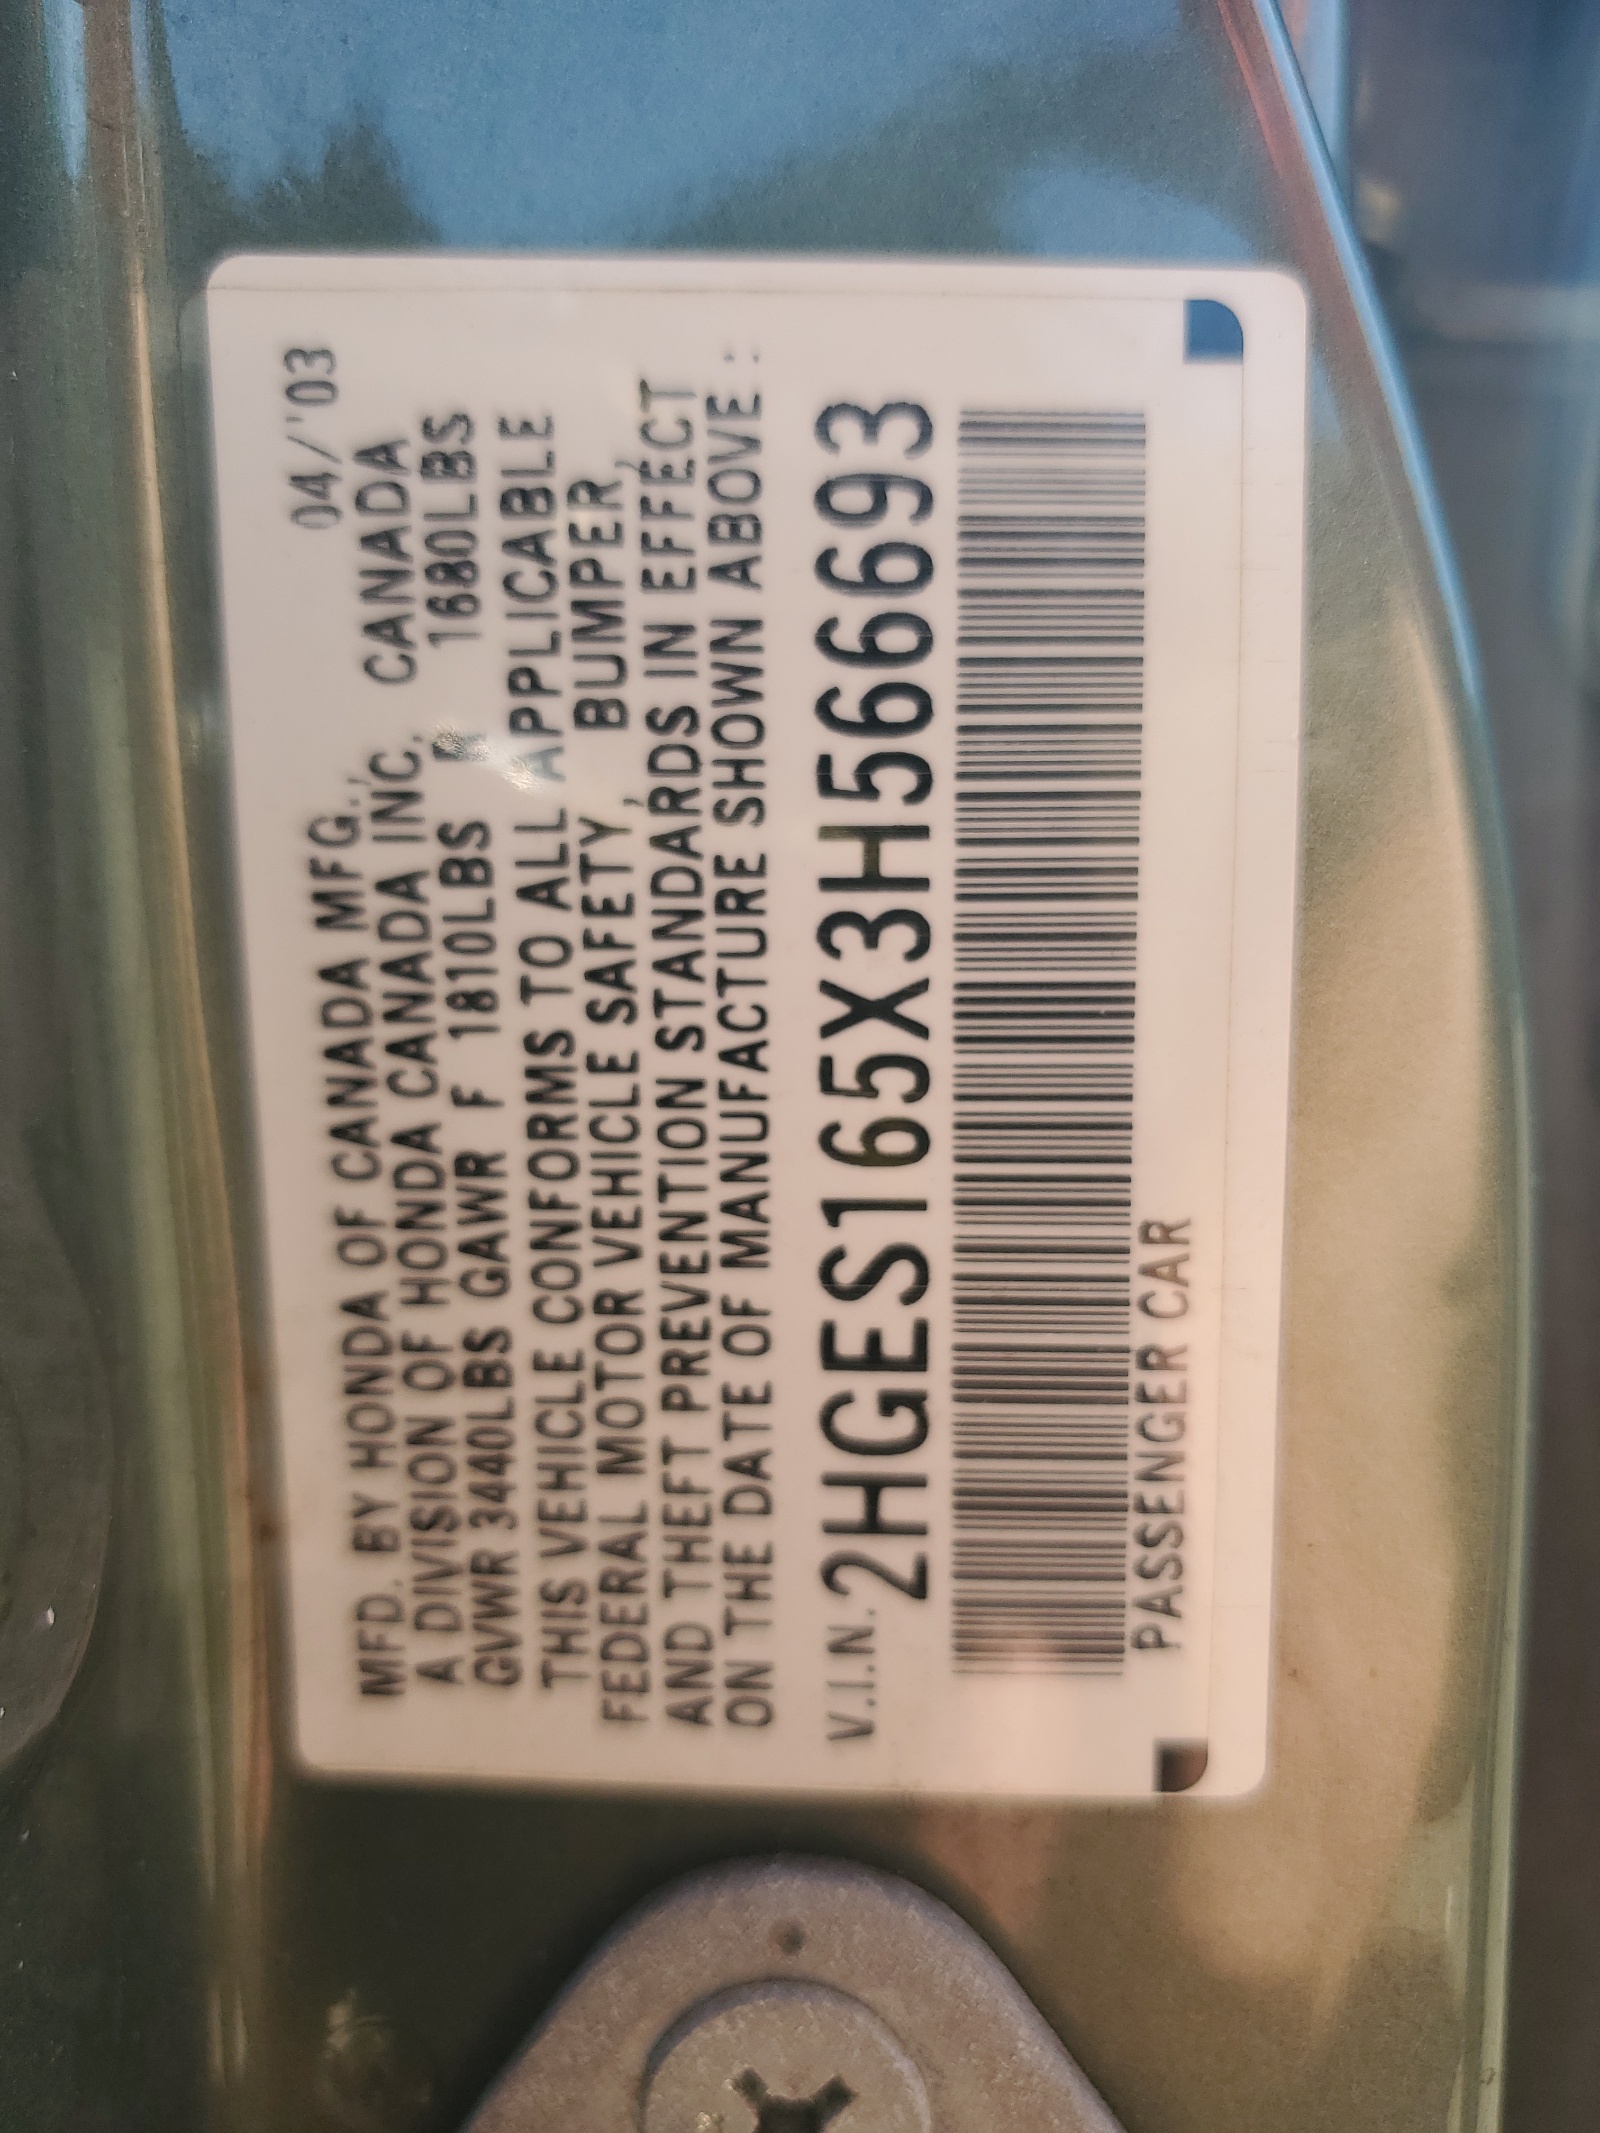 04/'03
MFD. BY HONDA OF CANADA MFG.,
A DIVISION OF HONDA CANADA INC, CANADA
GVWR 3440LBS GAWR F 1810LBS R 1680LBS
THIS VEHICLE CONFORMS TO ALL APPLICABLE
FEDERAL MOTOR VEHICLE SAFETY, BUMPER,
AND THEFT PREVENTION STANDARDS IN EFFECT
ON THE DATE OF MANUFACTURE SHOWN ABOVE:
V.I.N. 2HGES165X3H566693
PASSENGER CAR